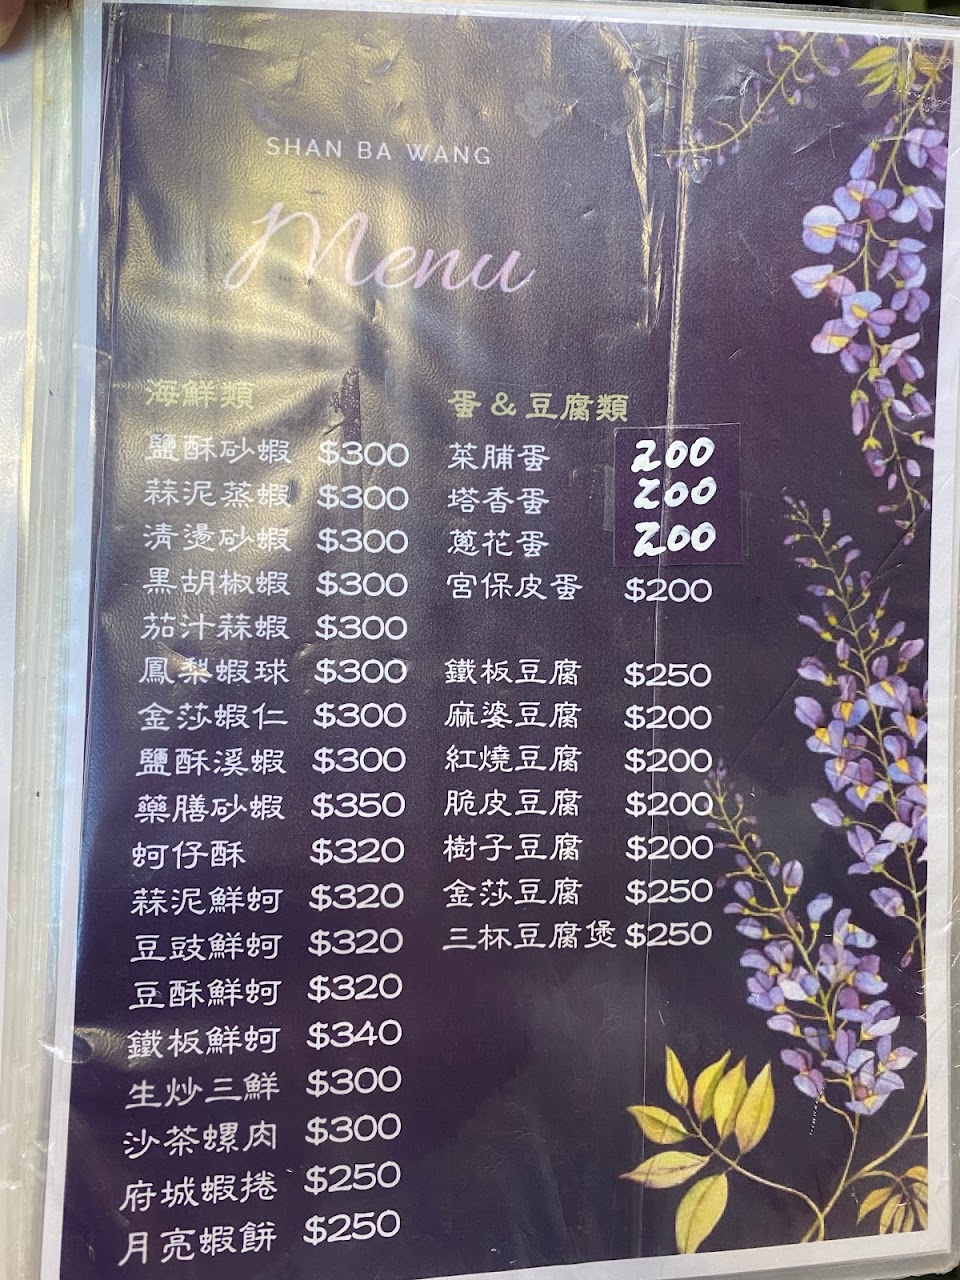 SHAN BA WANG
Menu
海鮮類
鹽酥砂蝦 $300
蒜泥蒸蝦 $300
清燙砂蝦 $300
黑胡椒蝦 $300
茄汁蒜蝦 $300
鳳梨蝦球 $300
金莎蝦仁 $300
鹽酥溪蝦 $300
藥膳砂蝦 $350
蚵仔酥 $320
蒜泥鮮蚵 $320
豆豉鮮蚵 $320
豆酥鮮蚵 $320
鐵板鮮蚵 $340
生炒三鮮 $300
沙茶螺肉 $300
府城蝦捲 $250
月亮蝦餅 $250
蛋&豆腐類
菜脯蛋 200
塔香蛋 200
蔥花蛋 200
宮保皮蛋 $200
鐵板豆腐 $250
麻婆豆腐 $200
紅燒豆腐 $200
脆皮豆腐 $200
樹子豆腐 $200
金莎豆腐 $250
三杯豆腐煲 $250